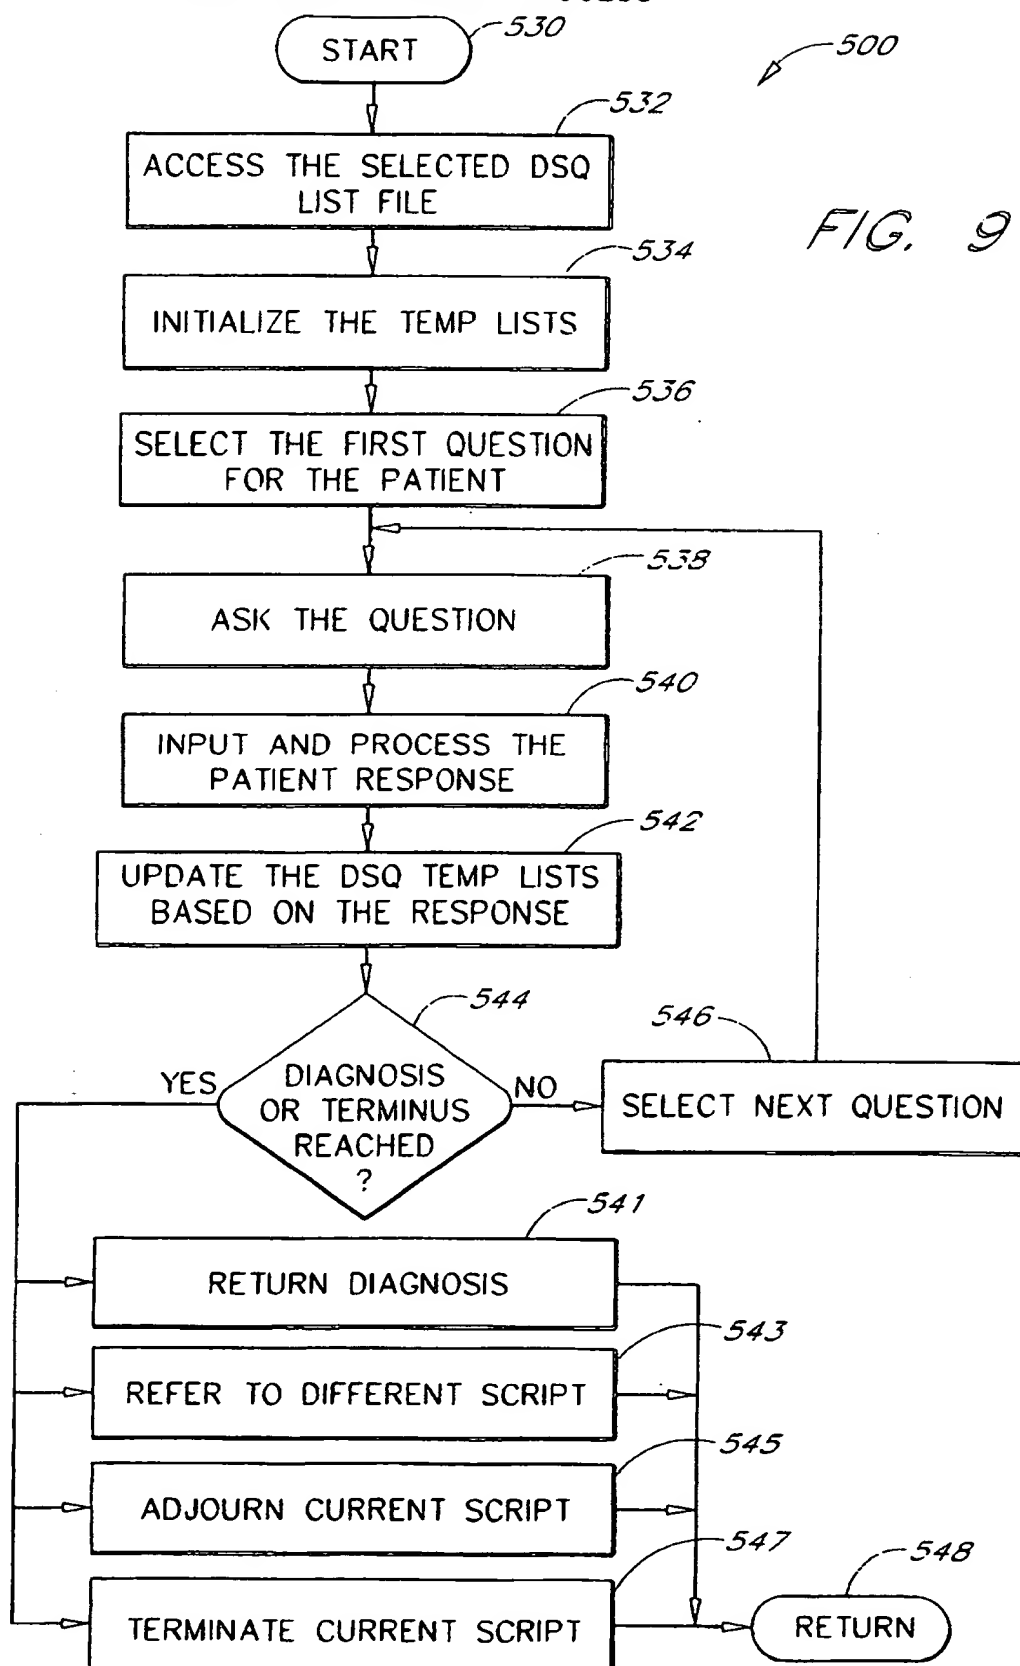 START
530
500
532
ACCESS THE SELECTED DSQ
LIST FILE
FIG. 9
534
INITIALIZE THE TEMP LISTS
536
SELECT THE FIRST QUESTION
FOR THE PATIENT
538
ASK THE QUESTION
540
INPUT AND PROCESS THE
PATIENT RESPONSE
542
UPDATE THE DSQ TEMP LISTS
BASED ON THE RESPONSE
544
546
YES
DIAGNOSIS
OR TERMINUS
REACHED
?
NO
SELECT NEXT QUESTION
541
RETURN DIAGNOSIS
543
REFER TO DIFFERENT SCRIPT
545
ADJOURN CURRENT SCRIPT
547
TERMINATE CURRENT SCRIPT
548
RETURN